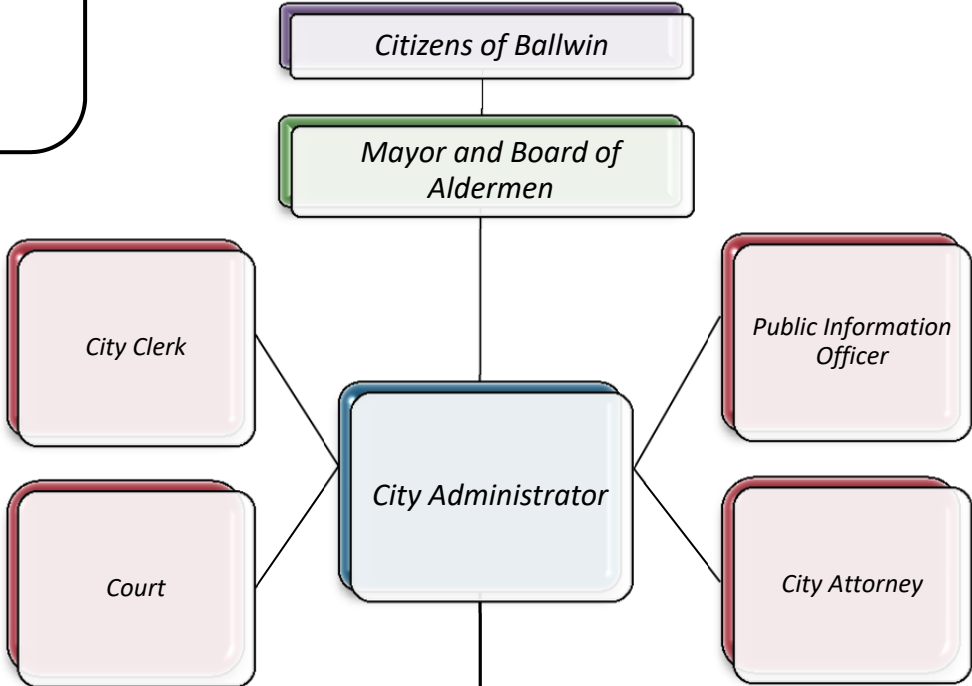 Citizens of Ballwin
Mayor and Board of
Aldermen
City Clerk
Public Information
Officer
City Administrator
Court
City Attorney